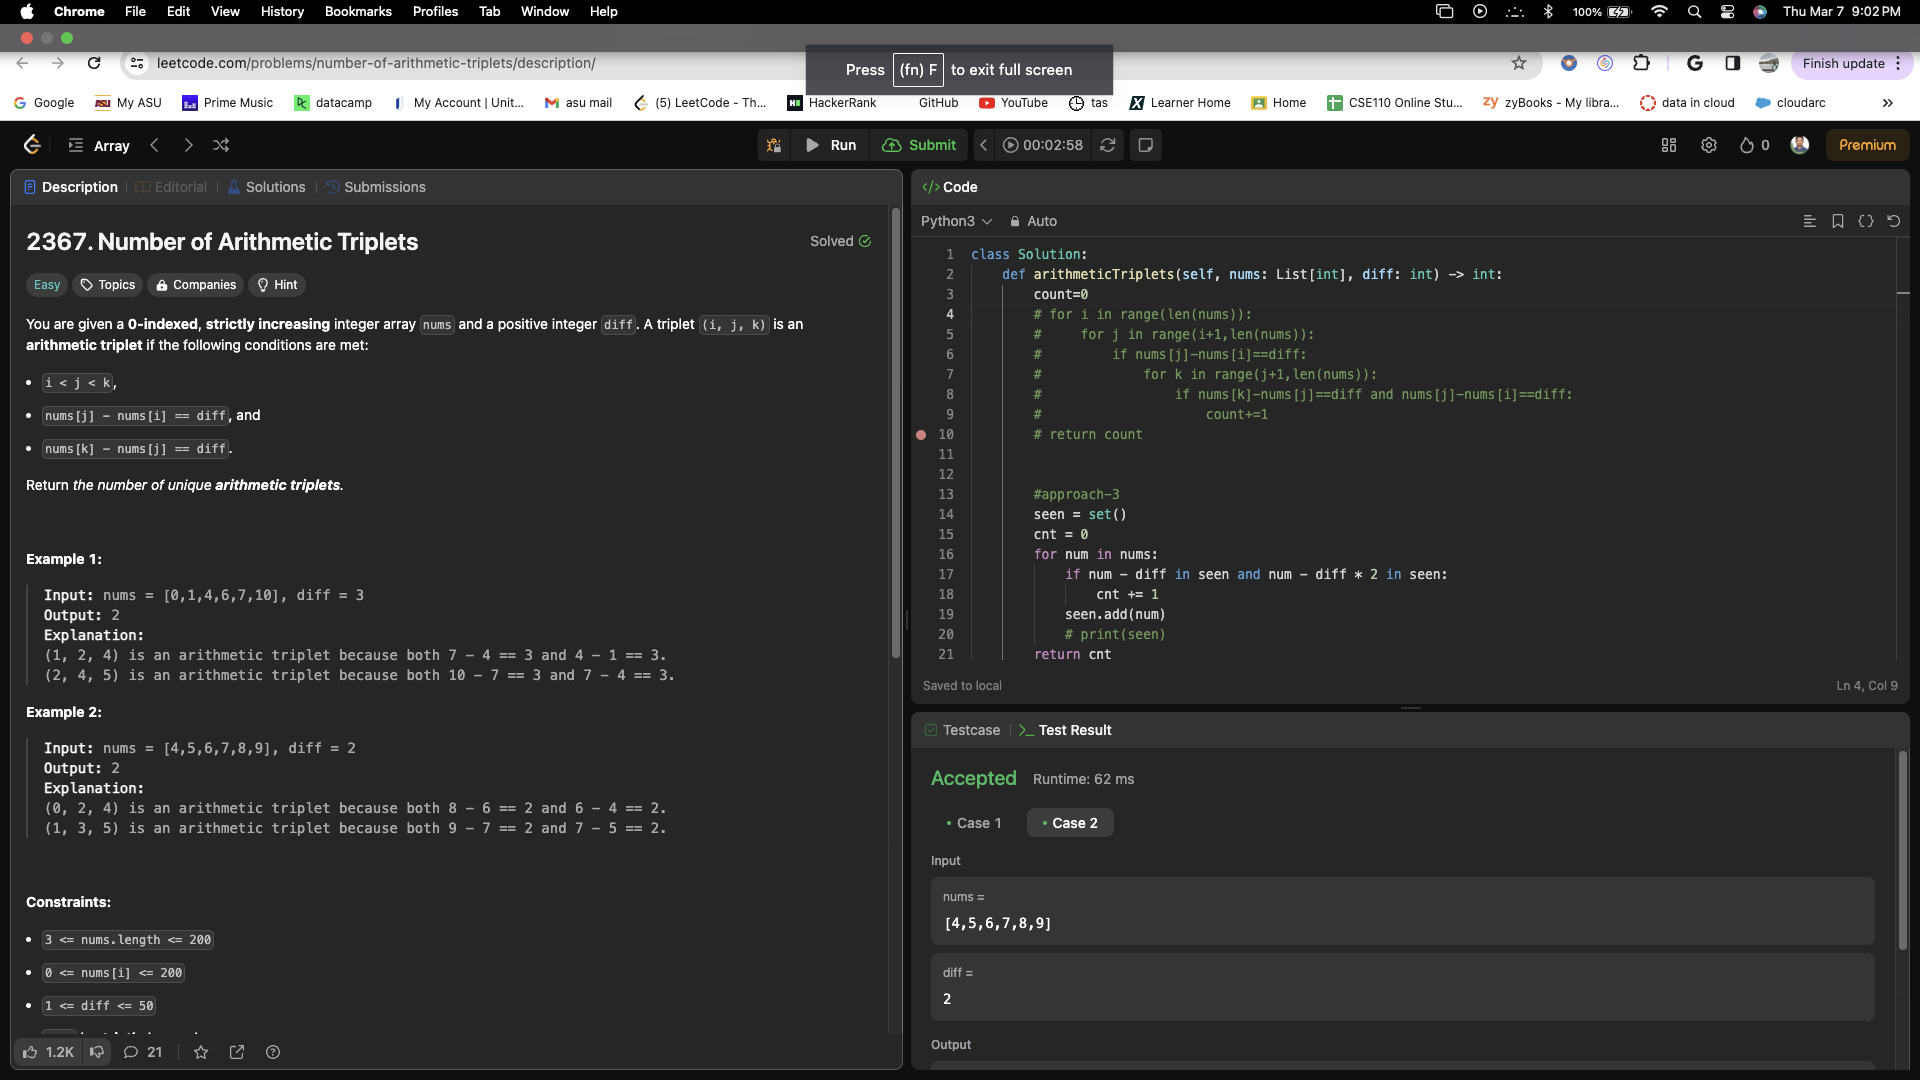 Chrome File Edit View History Bookmarks Profiles Tab Window Help 100% Thu Mar 7 9:02 PM
leetcode.com/problems/number-of-arithmetic-triplets/description/ Finish update
Press (fn) F to exit full screen
Google My ASU Prime Music datacamp My Account | Unit... asu mail (5) LeetCode - Th... HackerRank GitHub YouTube tas Learner Home Home CSE110 Online Stu... zyBooks - My libra... data in cloud cloudarc »
Array Run Submit 00:02:58 0 Premium
Description Editorial Solutions Submissions
2367. Number of Arithmetic Triplets
Solved
Easy Topics Companies Hint
You are given a 0-indexed, strictly increasing integer array nums and a positive integer diff. A triplet (i, j, k) is an
arithmetic triplet if the following conditions are met:
• i < j < k,
• nums[j] - nums[i] == diff, and
• nums[k] - nums[j] == diff.
Return the number of unique arithmetic triplets.
Example 1:
Input: nums = [0,1,4,6,7,10], diff = 3
Output: 2
Explanation:
(1, 2, 4) is an arithmetic triplet because both 7 - 4 == 3 and 4 - 1 == 3.
(2, 4, 5) is an arithmetic triplet because both 10 - 7 == 3 and 7 - 4 == 3.
Example 2:
Input: nums = [4,5,6,7,8,9], diff = 2
Output: 2
Explanation:
(0, 2, 4) is an arithmetic triplet because both 8 - 6 == 2 and 6 - 4 == 2.
(1, 3, 5) is an arithmetic triplet because both 9 - 7 == 2 and 7 - 5 == 2.
Constraints:
• 3 <= nums.length <= 200
• 0 <= nums[i] <= 200
• 1 <= diff <= 50
1.2K 21
</> Code
Python3 Auto
1 class Solution:
2 def arithmeticTriplets(self, nums: List[int], diff: int) -> int:
3 count=0
4 # for i in range(len(nums)):
5 # for j in range(i+1,len(nums)):
6 # if nums[j]-nums[i]==diff:
7 # for k in range(j+1,len(nums)):
8 # if nums[k]-nums[j]==diff and nums[j]-nums[i]==diff:
9 # count+=1
10 # return count
11
12
13 #approach-3
14 seen = set()
15 cnt = 0
16 for num in nums:
17 if num - diff in seen and num - diff * 2 in seen:
18 cnt += 1
19 seen.add(num)
20 # print(seen)
21 return cnt
Saved to local Ln 4, Col 9
Testcase >_ Test Result
Accepted Runtime: 62 ms
• Case 1 • Case 2
Input
nums =
[4,5,6,7,8,9]
diff =
2
Output